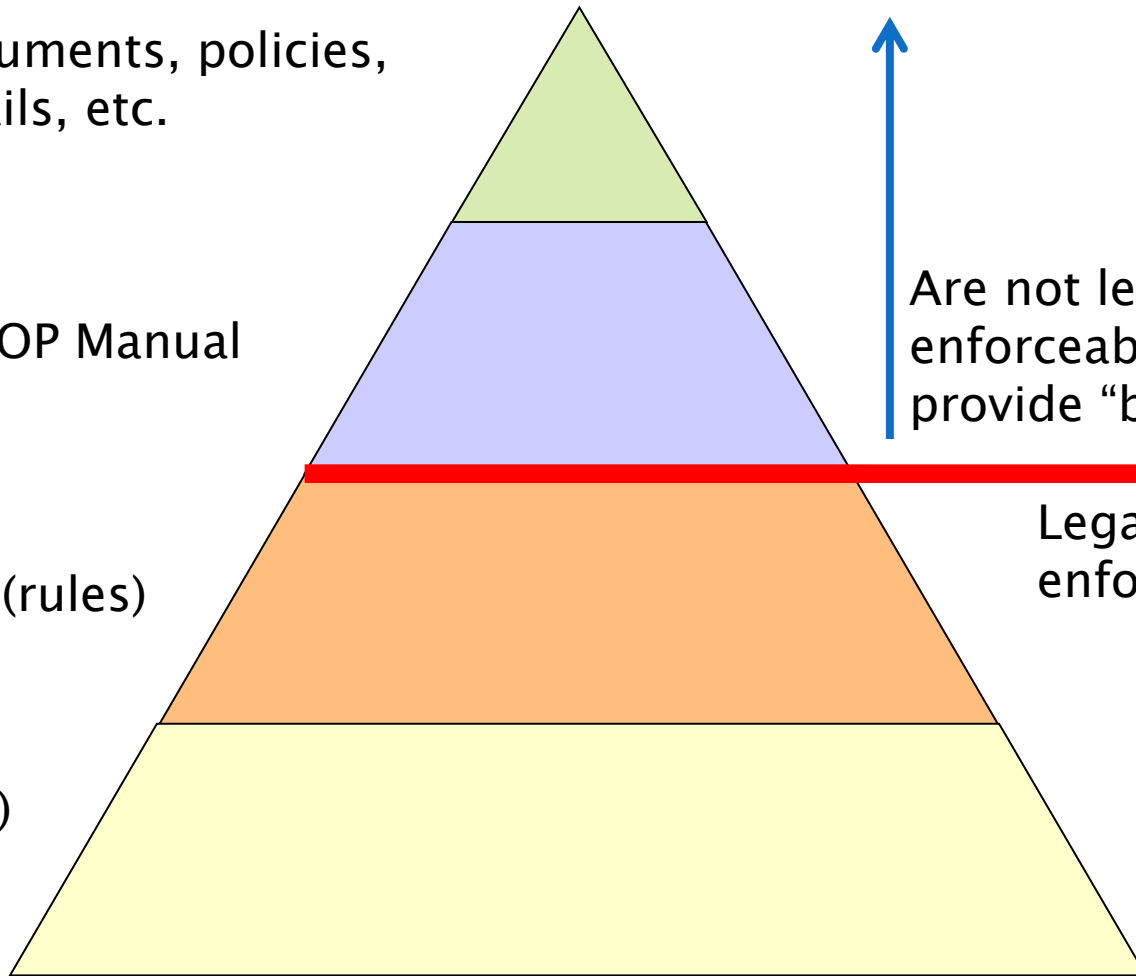 uments, policies,
ils, etc.
OP Manual
Are not le
enforceab
provide “b
Lega
enfo
(rules)
)